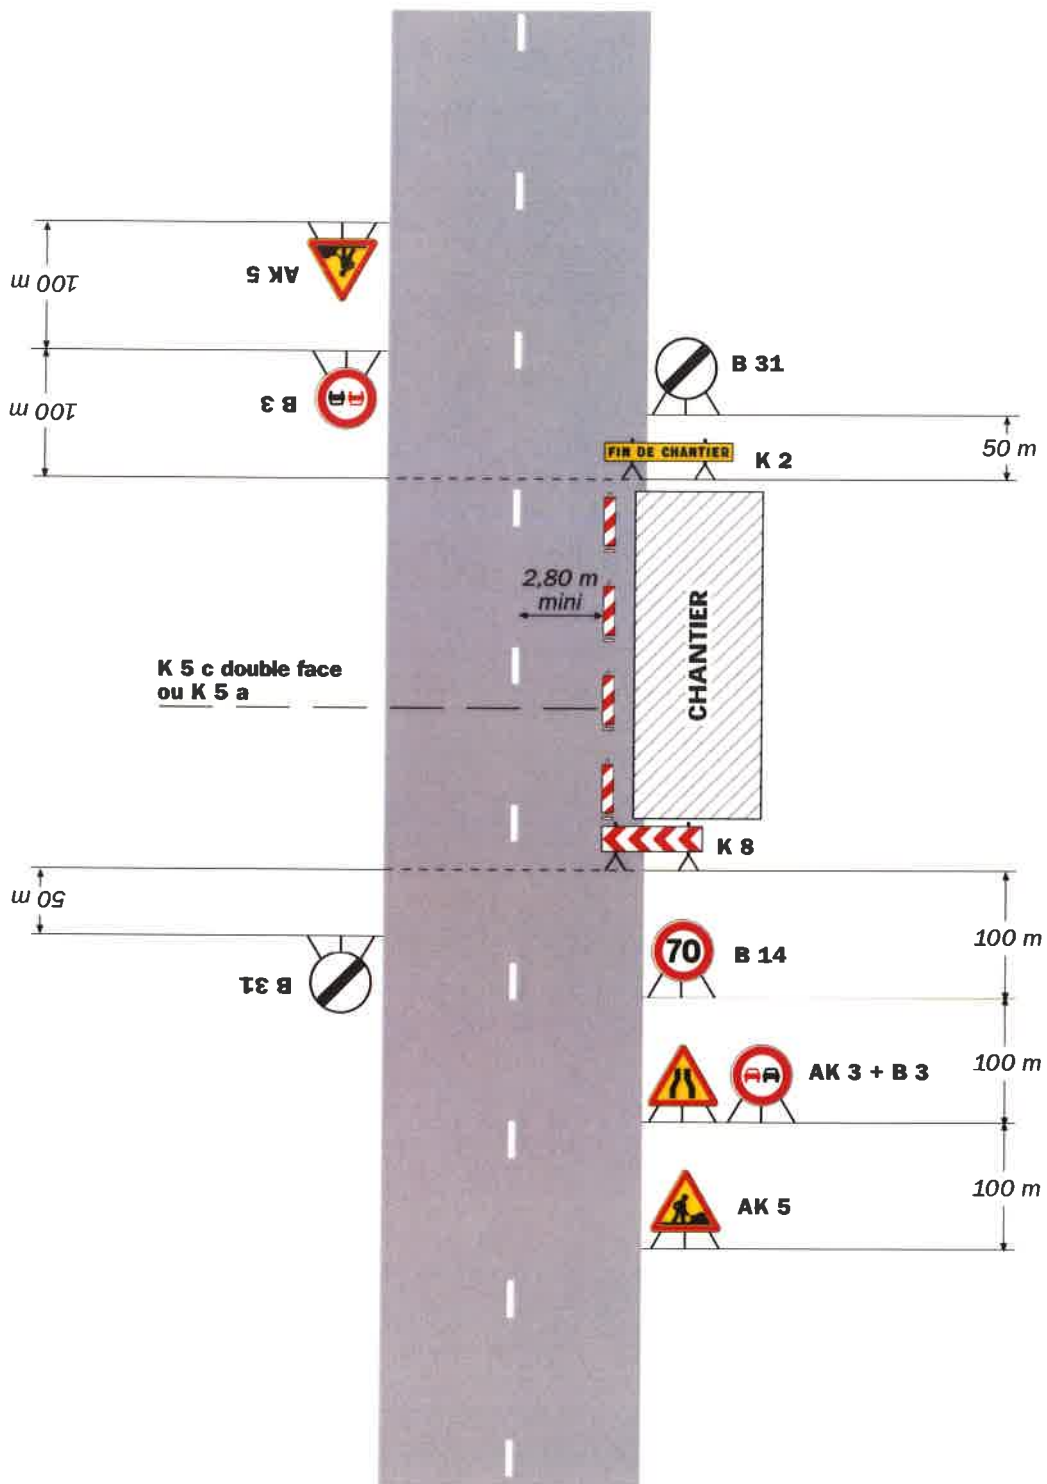 100 m
AK 5
100 m
B 3
B 31
FIN DE CHANTIER
K 2
50 m
2,80 m
mini
CHANTIER
K 5 c double face
ou K 5 a
K 8
50 m
B 31
70
B 14
100 m
AK 3 + B 3
100 m
AK 5
100 m